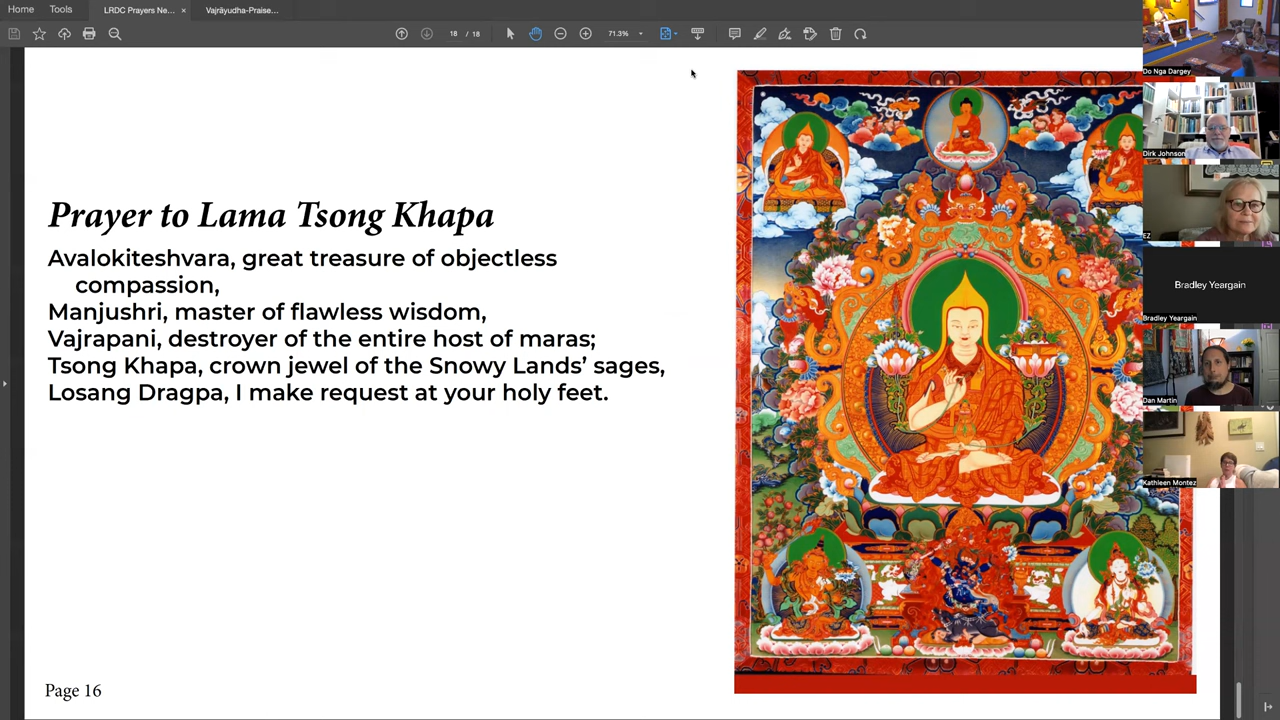 Home
Tools
LRDC Prayers Ne...
Vajrāyudha-Praise...
18 / 18
71.3%
Prayer to Lama Tsong Khapa
Avalokiteshvara, great treasure of objectless
compassion,
Manjushri, master of flawless wisdom,
Vajrapani, destroyer of the entire host of maras;
Tsong Khapa, crown jewel of the Snowy Lands’ sages,
Losang Dragpa, I make request at your holy feet.
Page 16
Do Nga Dargey
Dirk Johnson
EZ
Bradley Yeargain
Bradley Yeargain
Dan Martin
Kathleen Montez